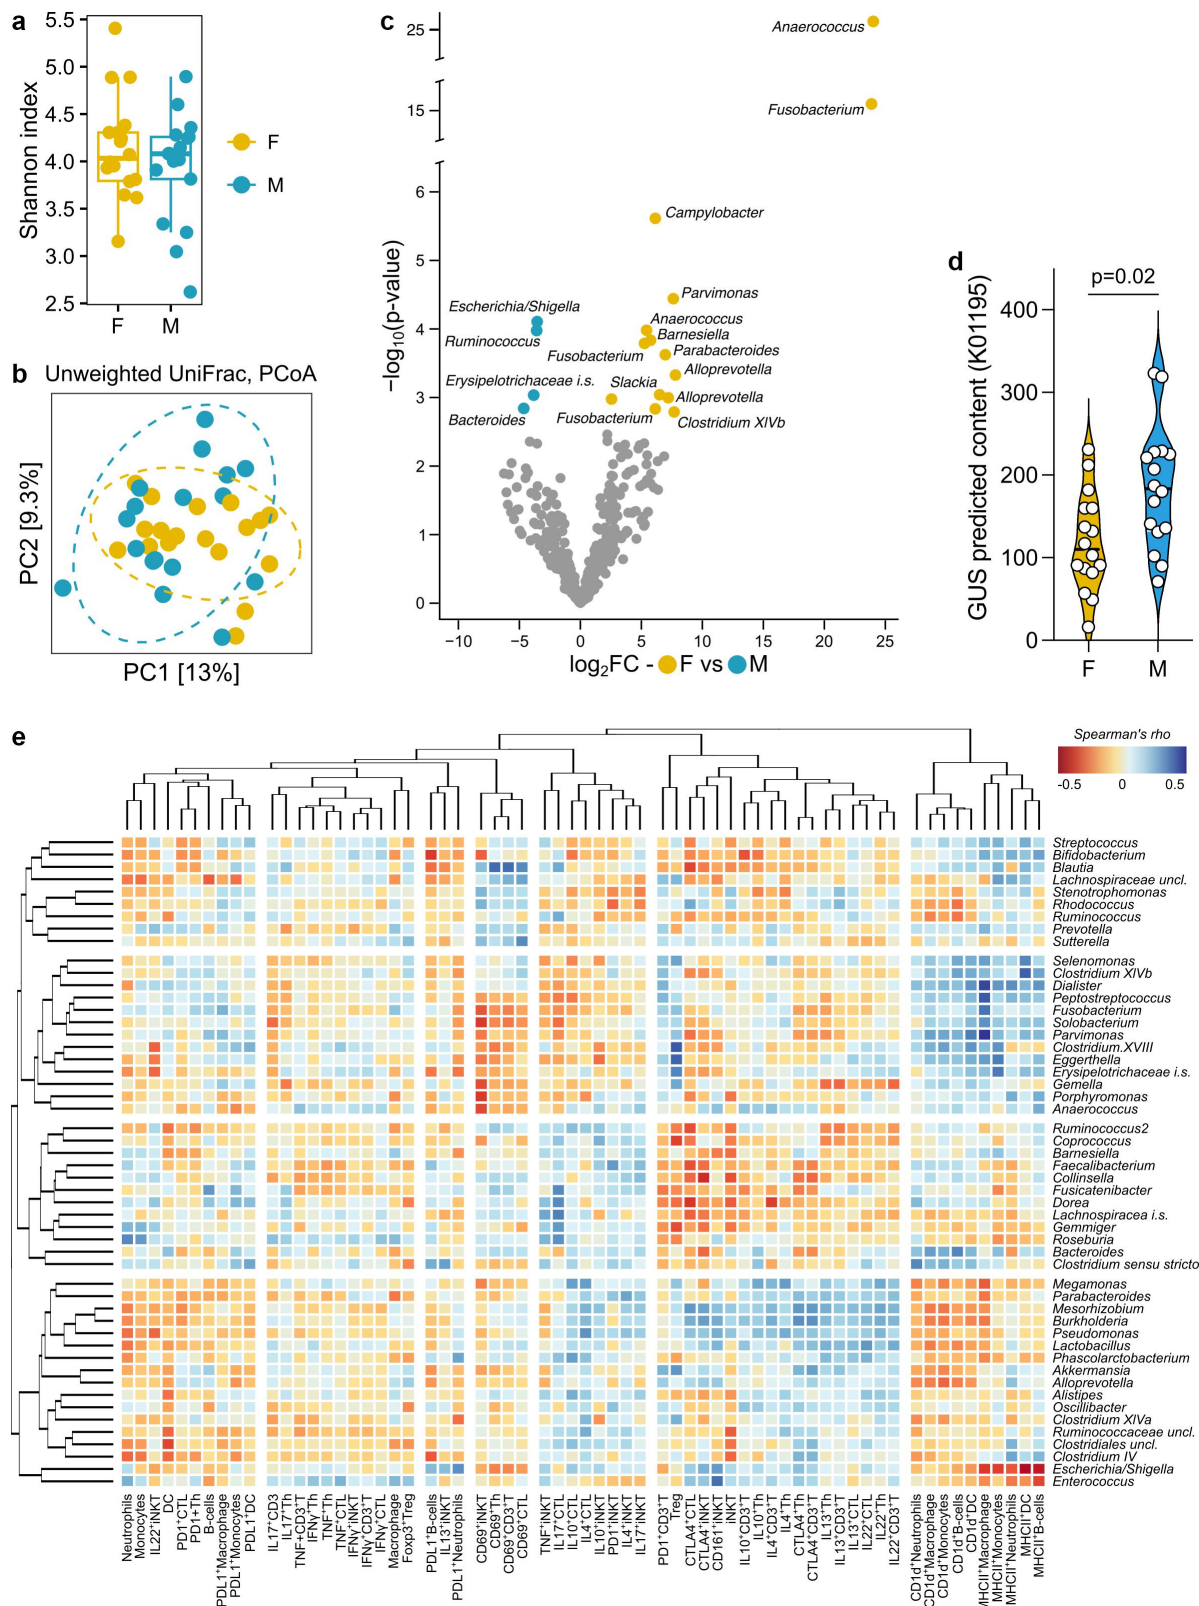 a
5.5
5.0
4.5
4.0
3.5
3.0
2.5
Shannon index
F
M
F
M
b
Unweighted UniFrac, PCoA
PC2 [9.3%]
PC1 [13%]
c
25
15
6
5
4
3
2
1
0
−log10(p-value)
Anaerococcus
Fusobacterium
Campylobacter
Parvimonas
Escherichia/Shigella
Anaerococcus
Ruminococcus
Barnesiella
Fusobacterium
Parabacteroides
Alloprevotella
Erysipelotrichaceae i.s.
Slackia
Alloprevotella
Bacteroides
Fusobacterium
Clostridium XIVb
−10
−5
0
5
10
15
20
25
log2FC - F vs M
d
p=0.02
400
300
200
100
0
GUS predicted content (K01195)
F
M
e
Spearman's rho
-0.5
0
0.5
Streptococcus
Bifidobacterium
Blautia
Lachnospiraceae uncl.
Stenotrophomonas
Rhodococcus
Ruminococcus
Prevotella
Sutterella
Selenomonas
Clostridium XIVb
Dialister
Peptostreptococcus
Fusobacterium
Solobacterium
Parvimonas
Clostridium.XVIII
Eggerthella
Erysipelotrichaceae i.s.
Gemella
Porphyromonas
Anaerococcus
Ruminococcus2
Coprococcus
Barnesiella
Faecalibacterium
Collinsella
Fusicatenibacter
Dorea
Lachnospiracea i.s.
Gemmiger
Roseburia
Bacteroides
Clostridium sensu stricto
Megamonas
Parabacteroides
Mesorhizobium
Burkholderia
Pseudomonas
Lactobacillus
Phascolarctobacterium
Akkermansia
Alloprevotella
Alistipes
Oscillibacter
Clostridium XIVa
Ruminococcaceae uncl.
Clostridiales uncl.
Clostridium IV
Escherichia/Shigella
Enterococcus
Neutrophils
Monocytes
IL22⁺iNKT
DC
PD1⁺CTL
PD1+Th
B-cells
PDL1⁺Macrophage
PDL1⁺Monocytes
PDL1⁺DC
IL17⁺CD3
IL17⁺Th
TNF+CD3⁺T
IFNγ⁺Th
TNF⁺Th
TNF⁺CTL
IFNγ⁺iNKT
IFNγ⁺CD3⁺T
IFNγ⁺CTL
Macrophage
Foxp3⁺Treg
PDL1⁺B-cells
IL13⁺iNKT
PDL1⁺Neutrophils
CD69⁺iNKT
CD69⁺Th
CD69⁺CD3⁺T
CD69⁺CTL
TNF⁺iNKT
IL17⁺CTL
IL10⁺CTL
IL10⁺iNKT
PD1⁺iNKT
IL4⁺iNKT
IL17⁺iNKT
PD1⁺CD3⁺T
Treg
CTLA4⁺CTL
CTLA4⁺iNKT
CD161⁺iNKT
iNKT
IL10⁺CD3⁺T
IL10⁺Th
IL4⁺CD3⁺T
IL4⁺Th
CTLA4⁺Th
CTLA4⁺CD3⁺T
IL13⁺Th
IL13⁺CD3⁺T
IL13⁺CTL
IL22⁺CTL
IL22⁺Th
IL22⁺CD3⁺T
CD1d⁺Neutrophils
CD1d⁺Macrophage
CD1d⁺Monocytes
CD1d⁺B-cells
CD1d⁺DC
MHCII⁺Macrophage
MHCII⁺Monocytes
MHCII⁺Neutrophils
MHCII⁺DC
MHCII⁺B-cells